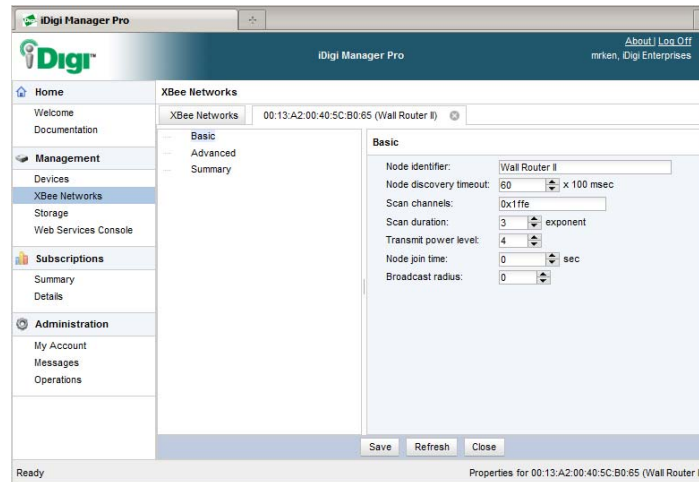 iDigi Manager Pro
iDigi
iDigi Manager Pro
About | Log Off
mrken, iDigi Enterprises
Home
Welcome
Documentation
Management
Devices
XBee Networks
Storage
Web Services Console
Subscriptions
Summary
Details
Administration
My Account
Messages
Operations
XBee Networks
XBee Networks
00:13:A2:00:40:5C:B0:65 (Wall Router II)
Basic
Advanced
Summary
Basic
Node identifier: Wall Router II
Node discovery timeout: 60 x 100 msec
Scan channels: 0x1ffe
Scan duration: 3 exponent
Transmit power level: 4
Node join time: 0 sec
Broadcast radius: 0
Save Refresh Close
Ready
Properties for 00:13:A2:00:40:5C:B0:65 (Wall Router